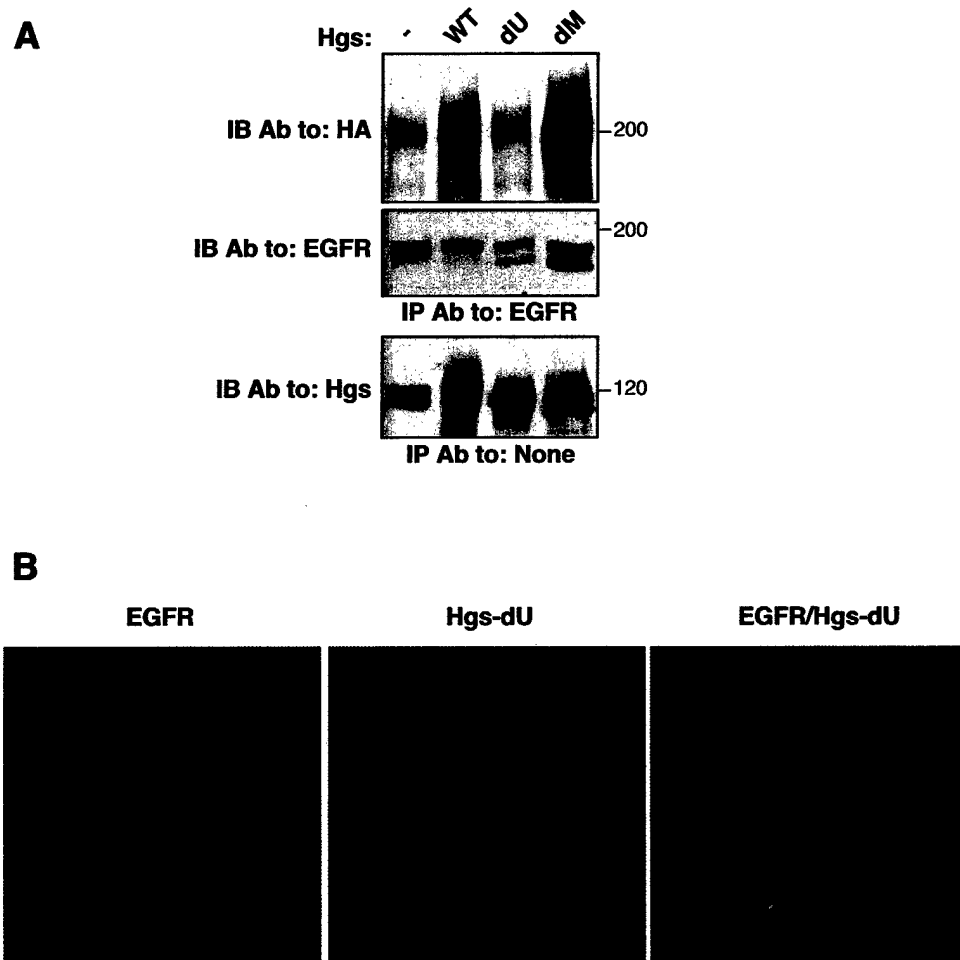 A
Hgs: - WT dU dM
IB Ab to: HA
200
IB Ab to: EGFR
200
IP Ab to: EGFR
IB Ab to: Hgs
120
IP Ab to: None
B
EGFR Hgs-dU EGFR/Hgs-dU